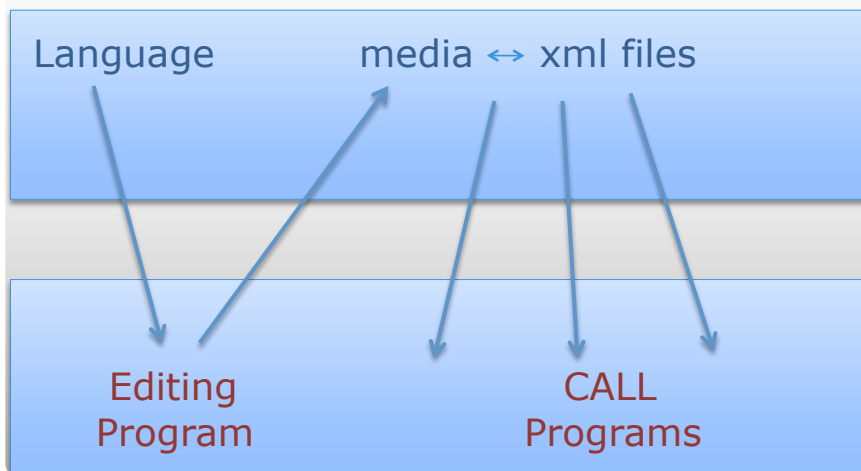 Language media ↔ xml files
Editing
Program
CALL
Programs